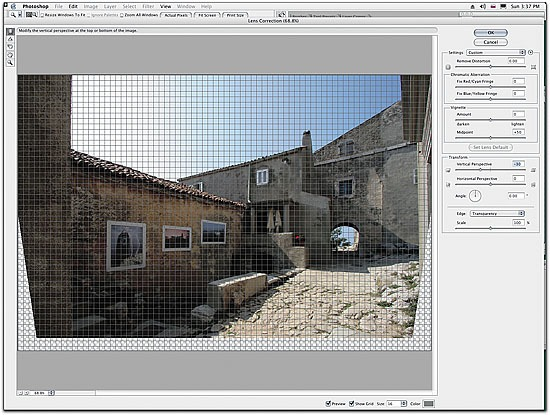 Photoshop File Edit Image Layer Select Filter View Window Help
Sun 3:37 PM
Resize Windows To Fit Ignore Palettes Zoom All Windows Actual Pixels Fit Screen Print Size
Lens Correction (68.8%)
Modify the vertical perspective at the top or bottom of the image.
OK
Cancel
Settings: Custom
Remove Distortion 0.00
Chromatic Aberration
Fix Red/Cyan Fringe 0
Fix Blue/Yellow Fringe 0
Vignette
Amount 0
darken lighten
Midpoint +50
Set Lens Default
Transform
Vertical Perspective
Horizontal Perspective 0
Angle: 0.00 °
Edge: Transparency
Scale 100 %
68.8%
Preview Show Grid Size: 16 Color: